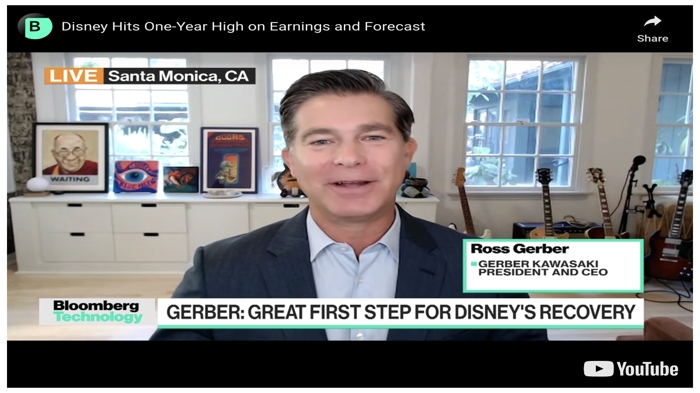 B
Disney Hits One-Year High on Earnings and Forecast
Share
LIVE Santa Monica, CA
WAITING
Ross Gerber
GERBER KAWASAKI
PRESIDENT AND CEO
Bloomberg
Technology
GERBER: GREAT FIRST STEP FOR DISNEY'S RECOVERY
YouTube